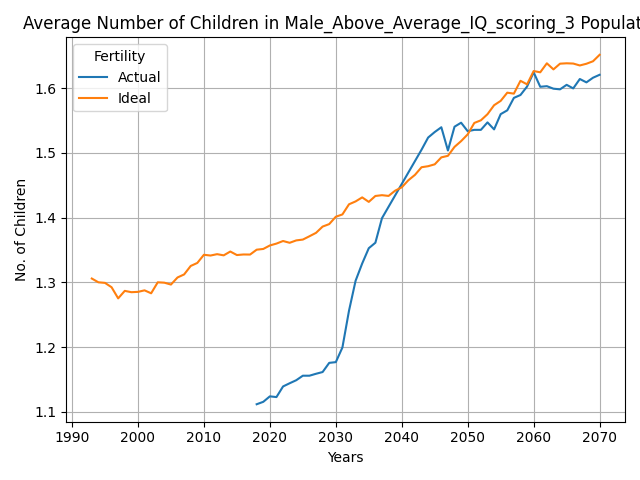 Average Number of Children in Male_Above_Average_IQ_scoring_3 Populat
Fertility
Actual
Ideal
No. of Children
1.6
1.5
1.4
1.3
1.2
1.1
1990 2000 2010 2020 2030 2040 2050 2060 2070
Years